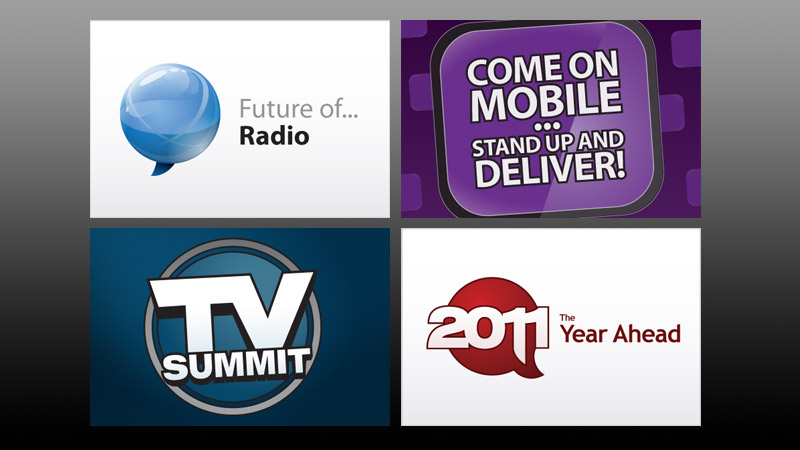 Future of...
Radio
COME ON
MOBILE
...
STAND UP AND
DELIVER!
TV
SUMMIT
2011
The
Year Ahead